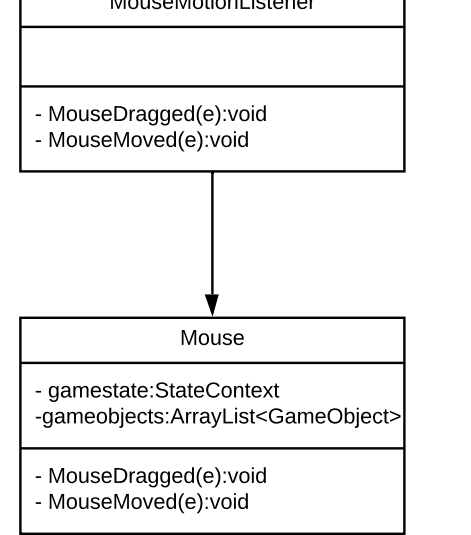 MouseMotionListener
- MouseDragged(e):void
- MouseMoved(e):void
Mouse
- gamestate:StateContext
-gameobjects:ArrayList<GameObject>
- MouseDragged(e):void
- MouseMoved(e):void